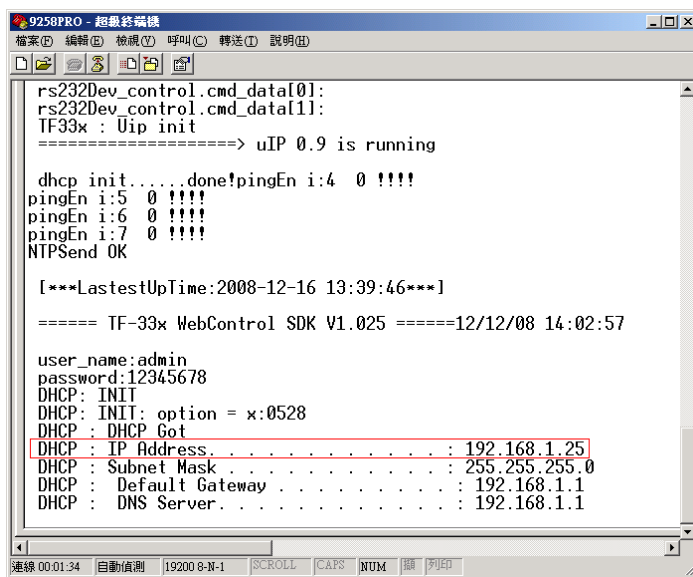 9258PRO - 超級終端機
檔案(F) 編輯(E) 檢視(V) 呼叫(C) 轉送(T) 說明(H)
rs232Dev_control.cmd_data[0]:
rs232Dev_control.cmd_data[1]:
TF33x : Uip init
====================> uIP 0.9 is running
dhcp init......done!pingEn i:4 0 !!!!
pingEn i:5 0 !!!!
pingEn i:6 0 !!!!
pingEn i:7 0 !!!!
NTPSend OK
[***LastestUpTime:2008-12-16 13:39:46***]
====== TF-33x WebControl SDK V1.025 ======12/12/08 14:02:57
user_name:admin
password:12345678
DHCP: INIT
DHCP: INIT: option = x:0528
DHCP : DHCP Got
DHCP : IP Address. . . . . . . . . . . . : 192.168.1.25
DHCP : Subnet Mask . . . . . . . . . . . : 255.255.255.0
DHCP : Default Gateway . . . . . . . . . : 192.168.1.1
DHCP : DNS Server. . . . . . . . . . . . : 192.168.1.1
連線 00:01:34 自動偵測 19200 8-N-1 SCROLL CAPS NUM 擷 列印